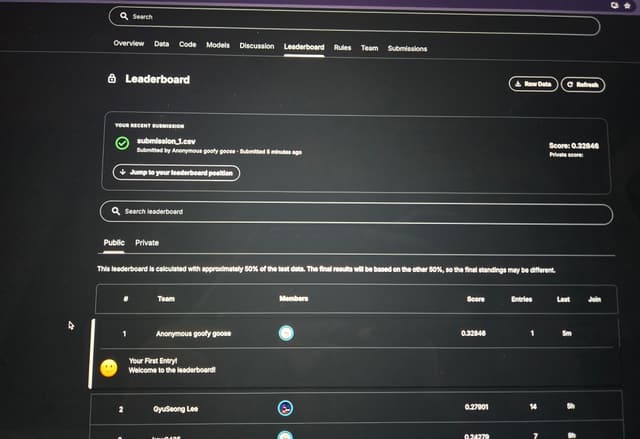 Search
Overview Data Code Models Discussion Leaderboard Rules Team Submissions
Leaderboard
Raw Data Refresh
YOUR RECENT SUBMISSION
submission_1.csv
Score: 0.32846
Submitted by Anonymous goofy goose · Submitted 5 minutes ago
Private score:
Jump to your leaderboard position
Search leaderboard
Public Private
This leaderboard is calculated with approximately 50% of the test data. The final results will be based on the other 50%, so the final standings may be different.
# Team Members Score Entries Last Join
1 Anonymous goofy goose 0.32846 1 5m
Your First Entry!
Welcome to the leaderboard!
2 GyuSeong Lee 0.27901 14 5h
0.24279 7